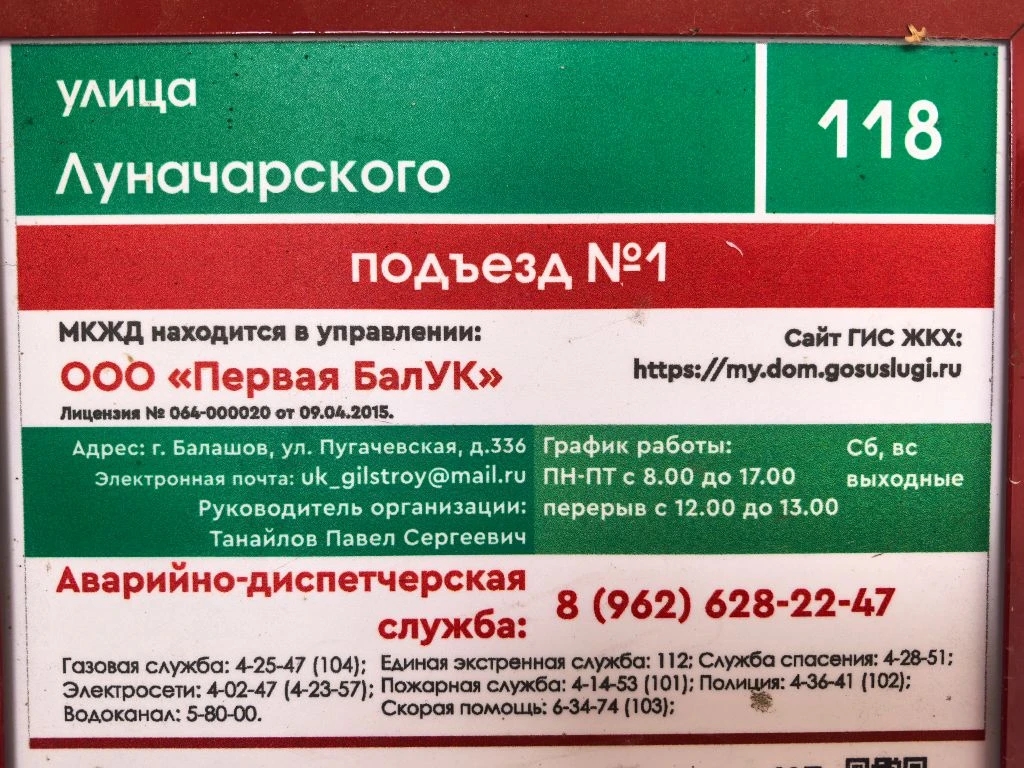 улица
Луначарского
118
подъезд №1
МКЖД находится в управлении:
ООО «Первая БалУК»
Лицензия № 064-000020 от 09.04.2015.
Сайт ГИС ЖКХ:
https://my.dom.gosuslugi.ru
Адрес: г. Балашов, ул. Пугачевская, д.336
Электронная почта: uk_gilstroy@mail.ru
Руководитель организации:
Танайлов Павел Сергеевич
График работы:
ПН-ПТ с 8.00 до 17.00
перерыв с 12.00 до 13.00
Сб, вс
выходные
Аварийно-диспетчерская
служба:
8 (962) 628-22-47
Газовая служба: 4-25-47 (104);
Электросети: 4-02-47 (4-23-57);
Водоканал: 5-80-00.
Единая экстренная служба: 112; Служба спасения: 4-28-51;
Пожарная служба: 4-14-53 (101); Полиция: 4-36-41 (102);
Скорая помощь: 6-34-74 (103);